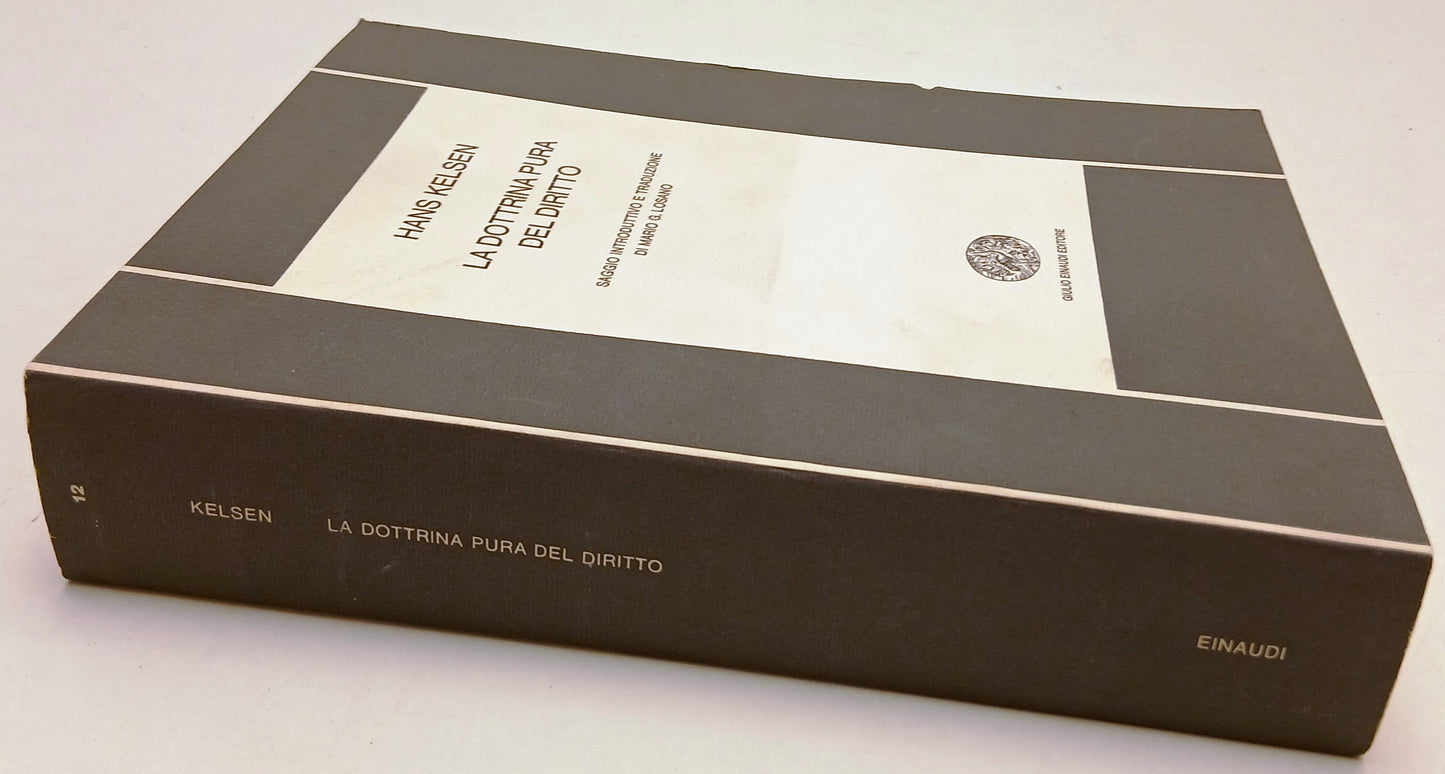 HANS KELSEN
LA DOTTRINA PURA
DEL DIRITTO
SAGGIO INTRODUTTIVO E TRADUZIONE
DI MARIO G. LOSANO
GIULIO EINAUDI EDITORE
12
KELSEN LA DOTTRINA PURA DEL DIRITTO
EINAUDI